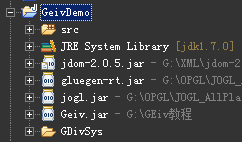 GeivDemo
src
JRE System Library [jdk1.7.0]
jdom-2.0.5.jar - G:\XML\jdom-2
gluegen-rt.jar - G:\OPGL\JOGL_
jogl.jar - G:\OPGL\JOGL_AllPla
Geiv.jar - G:\GEiv教程
GDivSys